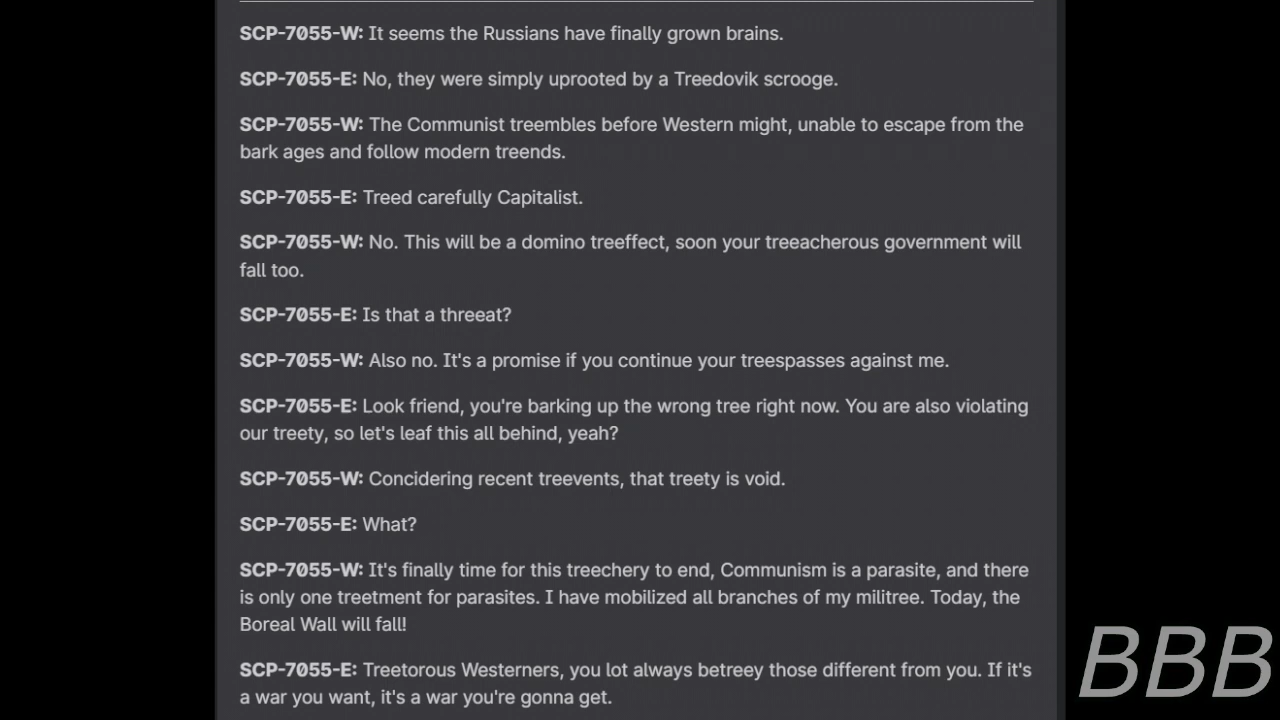 SCP-7055-W: It seems the Russians have finally grown brains.
SCP-7055-E: No, they were simply uprooted by a Treedovik scrooge.
SCP-7055-W: The Communist treembles before Western might, unable to escape from the
bark ages and follow modern treends.
SCP-7055-E: Treed carefully Capitalist.
SCP-7055-W: No. This will be a domino treeffect, soon your treeacherous government will
fall too.
SCP-7055-E: Is that a threeat?
SCP-7055-W: Also no. It's a promise if you continue your treespasses against me.
SCP-7055-E: Look friend, you're barking up the wrong tree right now. You are also violating
our treety, so let's leaf this all behind, yeah?
SCP-7055-W: Concidering recent treevents, that treety is void.
SCP-7055-E: What?
SCP-7055-W: It's finally time for this treechery to end, Communism is a parasite, and there
is only one treetment for parasites. I have mobilized all branches of my militree. Today, the
Boreal Wall will fall!
SCP-7055-E: Treetorous Westerners, you lot always betreey those different from you. If it's
a war you want, it's a war you're gonna get.
BBB